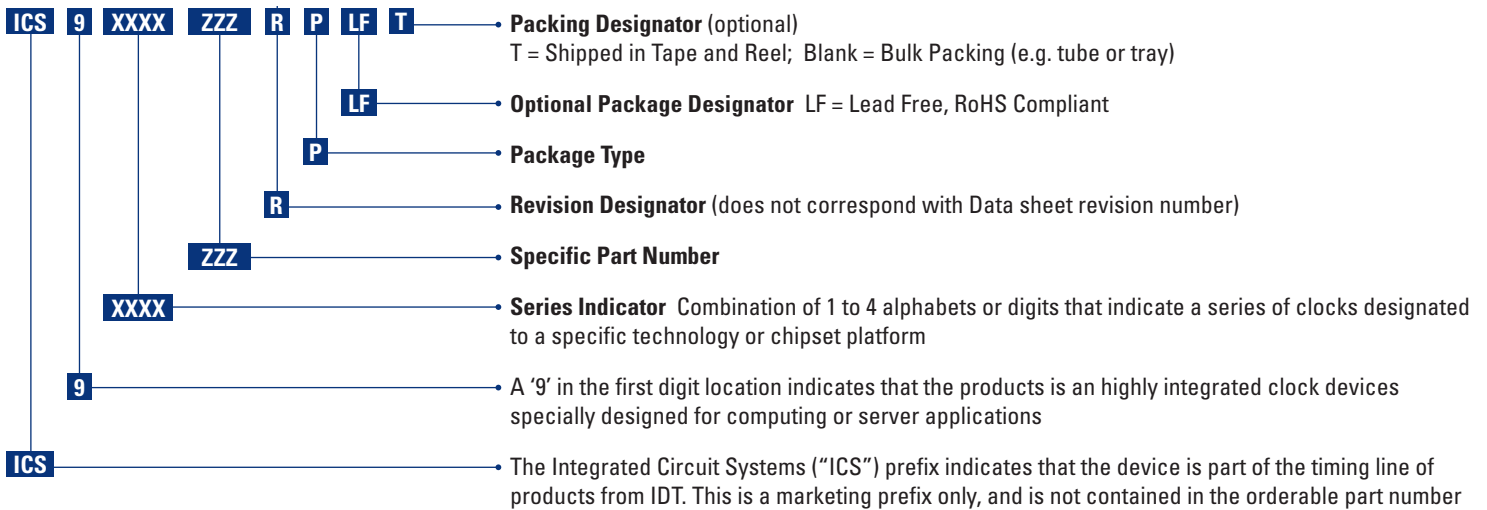 ICS 9 XXXX ZZZ R P LF T Packing Designator (optional)
T = Shipped in Tape and Reel; Blank = Bulk Packing (e.g. tube or tray)
LF Optional Package Designator LF = Lead Free, RoHS Compliant
P Package Type
R Revision Designator (does not correspond with Data sheet revision number)
ZZZ Specific Part Number
XXXX Series Indicator Combination of 1 to 4 alphabets or digits that indicate a series of clocks designated
to a specific technology or chipset platform
9 A ‘9’ in the first digit location indicates that the products is an highly integrated clock devices
specially designed for computing or server applications
ICS The Integrated Circuit Systems (“ICS”) prefix indicates that the device is part of the timing line of
products from IDT. This is a marketing prefix only, and is not contained in the orderable part number